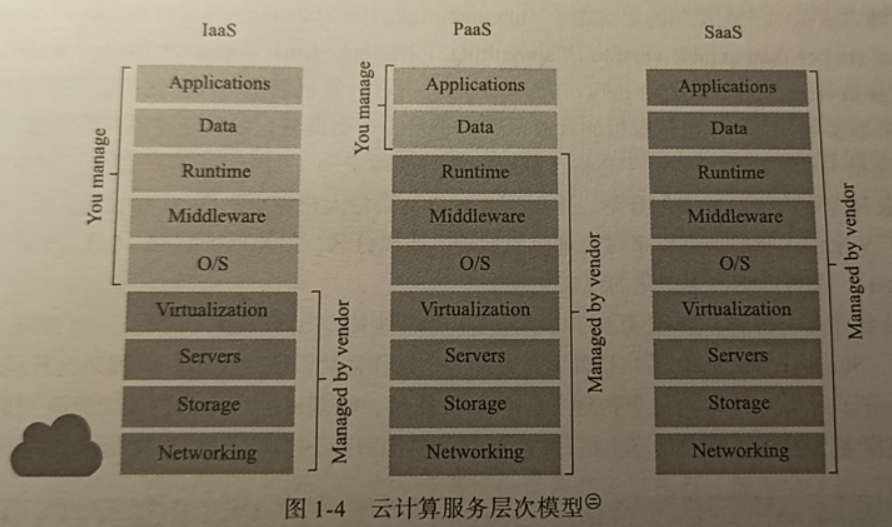 IaaS
PaaS
SaaS
You manage
Applications
Data
Runtime
Middleware
O/S
Virtualization
Servers
Storage
Networking
Managed by vendor
You manage
Applications
Data
Runtime
Middleware
O/S
Virtualization
Servers
Storage
Networking
Managed by vendor
Applications
Data
Runtime
Middleware
O/S
Virtualization
Servers
Storage
Networking
Managed by vendor
图 1-4 云计算服务层次模型㊂